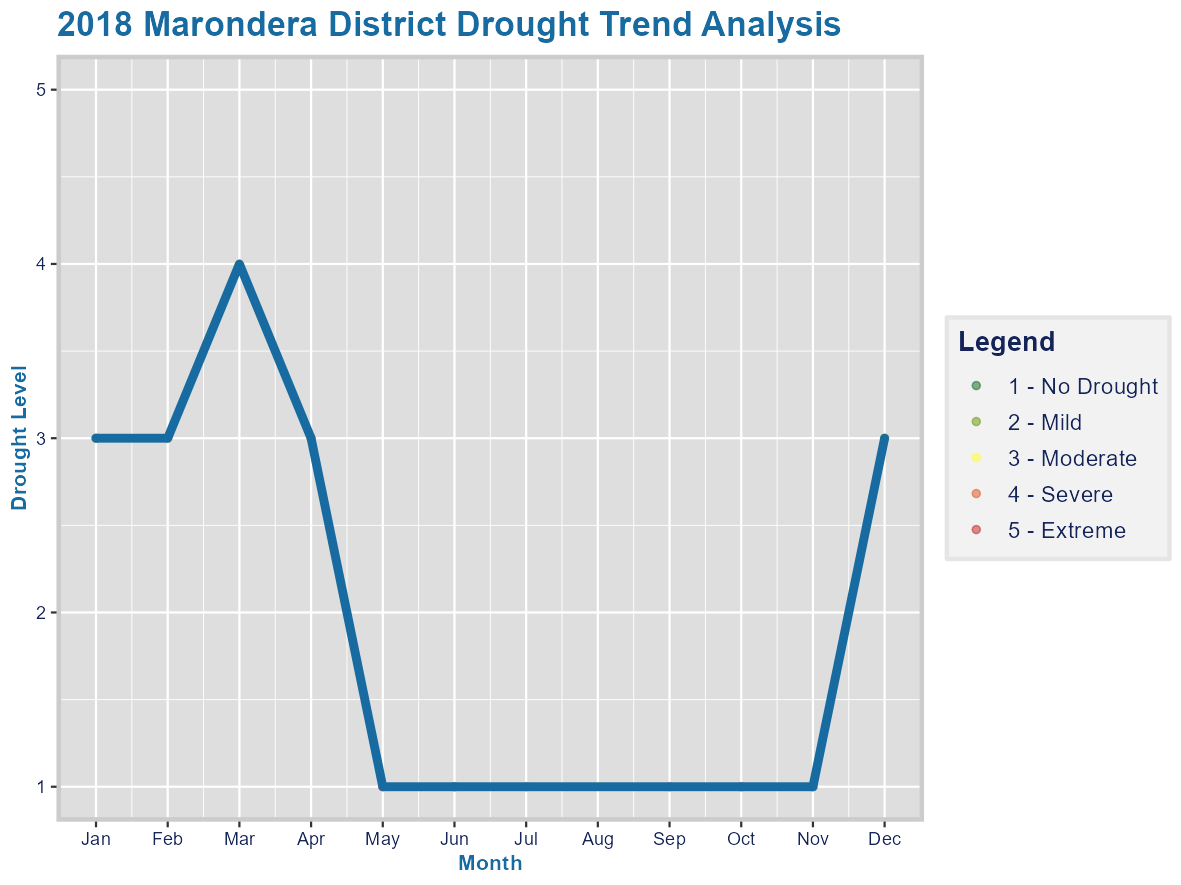 2018 Marondera District Drought Trend Analysis
Drought Level
5
4
3
2
1
Jan Feb Mar Apr May Jun Jul Aug Sep Oct Nov Dec
Month
Legend
1 - No Drought
2 - Mild
3 - Moderate
4 - Severe
5 - Extreme